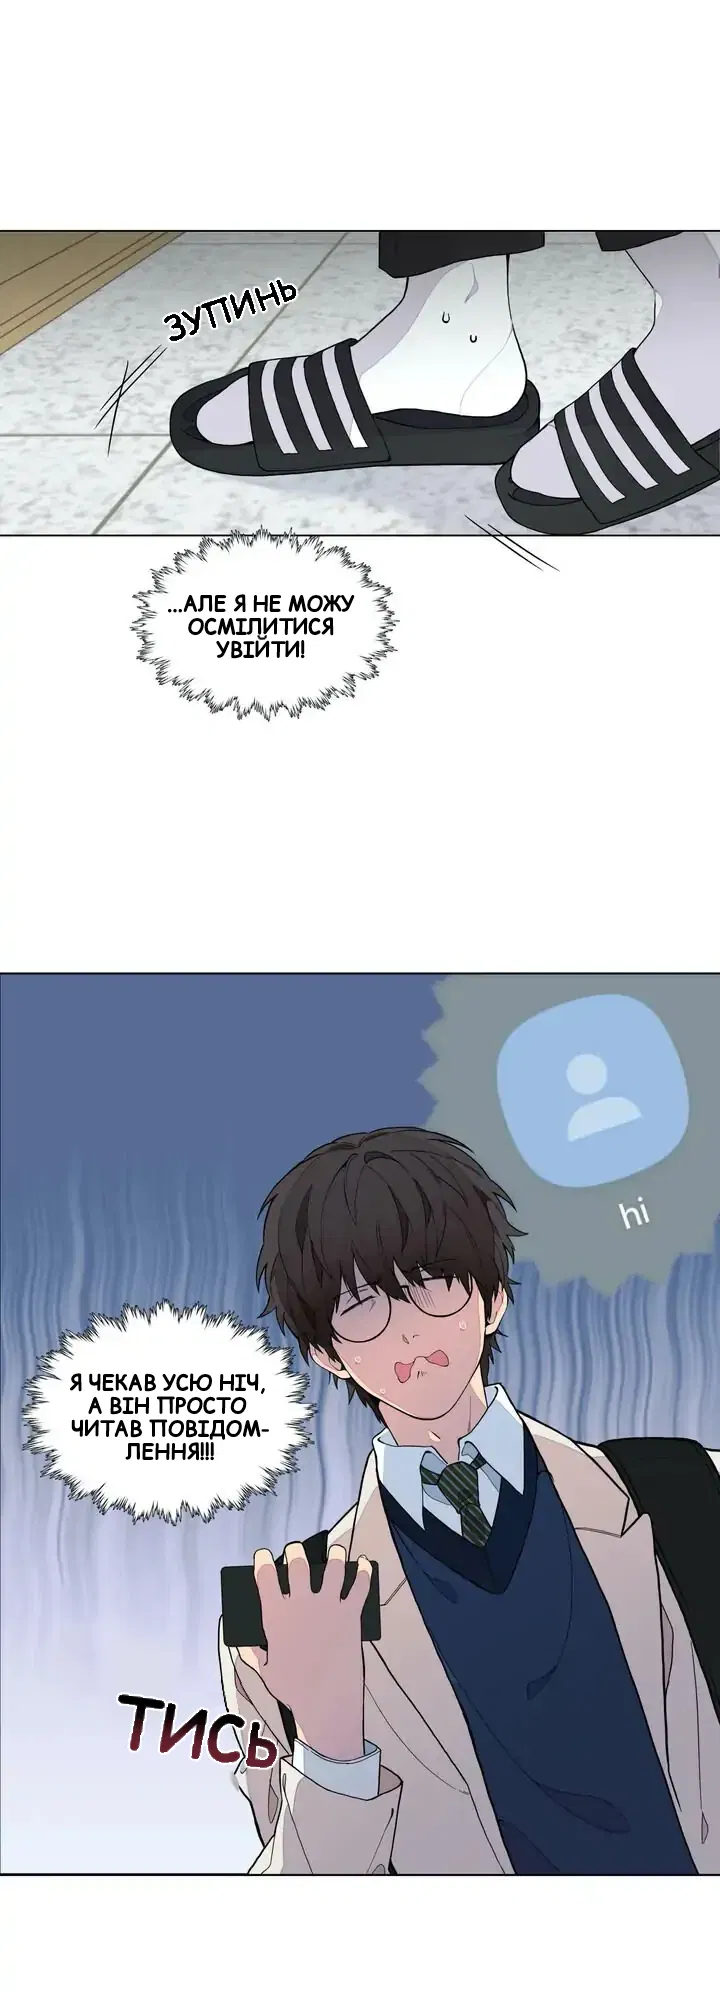 ЗУПИНЬ
...АЛЕ Я НЕ МОЖУ
ОСМІЛИТИСЯ
УВІЙТИ!
hi
Я ЧЕКАВ УСЮ НІЧ,
А ВІН ПРОСТО
ЧИТАВ ПОВІДОМ-
ЛЕННЯ!!!
ТИСЬ